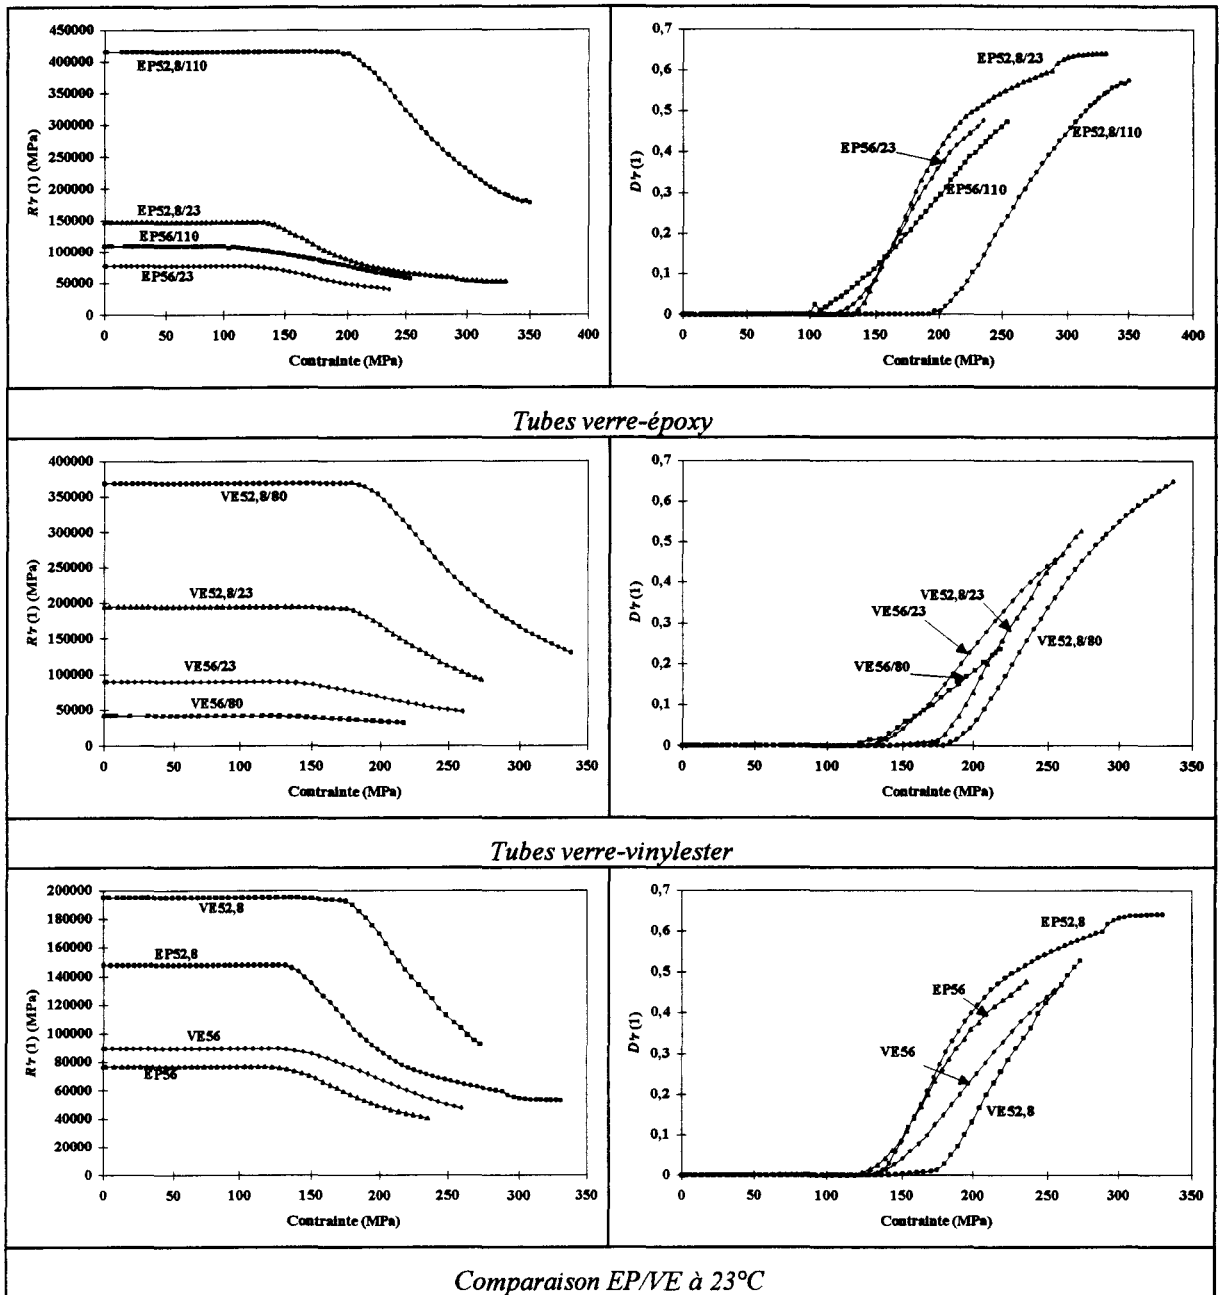 450000
400000
350000
300000
250000
200000
150000
100000
50000
0
R'r (1) (MPa)
EP52,8/110
EP52,8/23
EP56/110
EP56/23
0 50 100 150 200 250 300 350 400
Contrainte (MPa)
0,7
0,6
0,5
0,4
0,3
0,2
0,1
0
D'r (1)
EP52,8/23
EP56/23
EP52,8/110
EP56/110
0 50 100 150 200 250 300 350 400
Contrainte (MPa)
Tubes verre-époxy
400000
350000
300000
250000
200000
150000
100000
50000
0
R'r (1) (MPa)
VE52,8/80
VE52,8/23
VE56/23
VE56/80
0 50 100 150 200 250 300 350
Contrainte (MPa)
0,7
0,6
0,5
0,4
0,3
0,2
0,1
0
D'r (1)
VE52,8/23
VE56/23
VE52,8/80
VE56/80
0 50 100 150 200 250 300 350
Contrainte (MPa)
Tubes verre-vinylester
200000
180000
160000
140000
120000
100000
80000
60000
40000
20000
0
R'r (1) (MPa)
VE52,8
EP52,8
VE56
EP56
0 50 100 150 200 250 300 350
Contrainte (MPa)
0,7
0,6
0,5
0,4
0,3
0,2
0,1
0
D'r (1)
EP52,8
EP56
VE56
VE52,8
0 50 100 150 200 250 300 350
Contrainte (MPa)
Comparaison EP/VE à 23°C